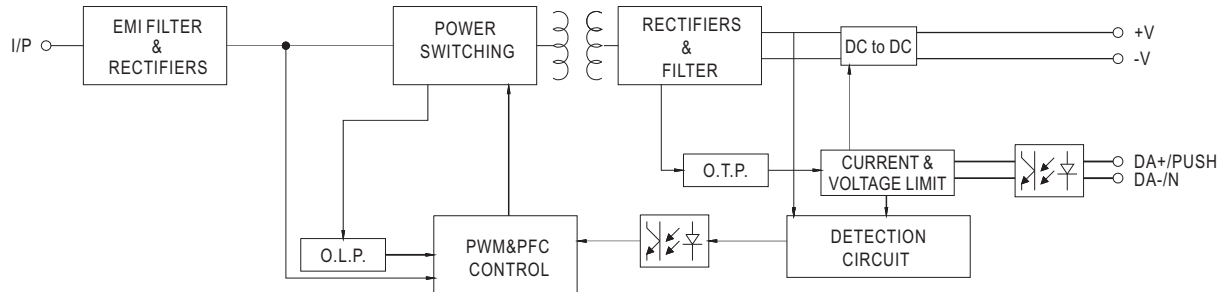 I/P
EMI FILTER
&
RECTIFIERS
POWER
SWITCHING
RECTIFIERS
&
FILTER
DC to DC
+V
-V
O.T.P.
CURRENT &
VOLTAGE LIMIT
DA+/PUSH
DA-/N
O.L.P.
PWM&PFC
CONTROL
DETECTION
CIRCUIT